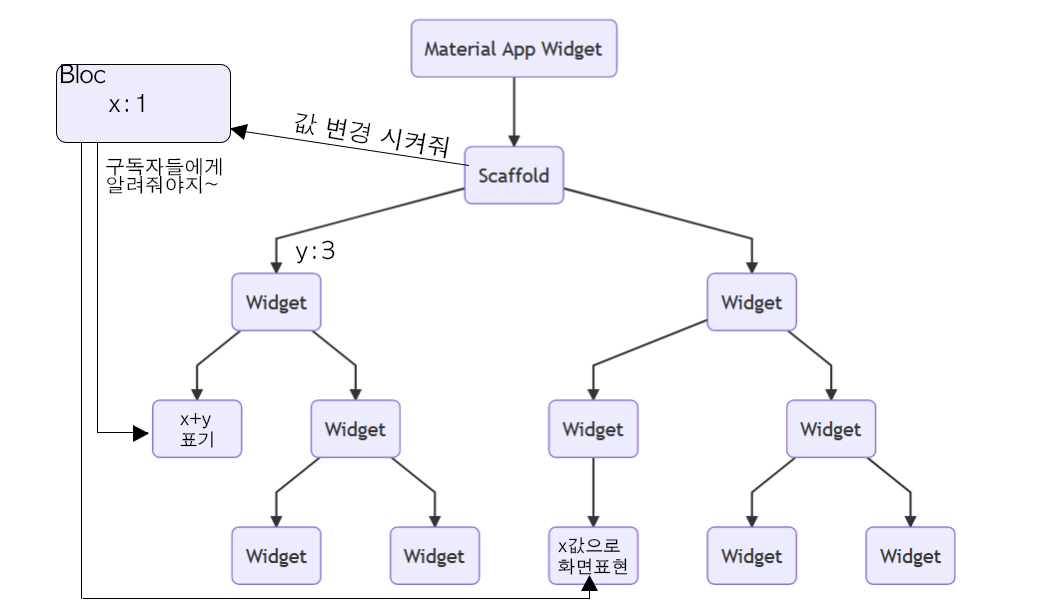 Material App Widget
Bloc
x:1
값 변경 시켜줘
구독자들에게
알려줘야지~
Scaffold
y:3
Widget
Widget
x+y
표기
Widget
Widget
Widget
Widget
Widget
x값으로
화면표현
Widget
Widget